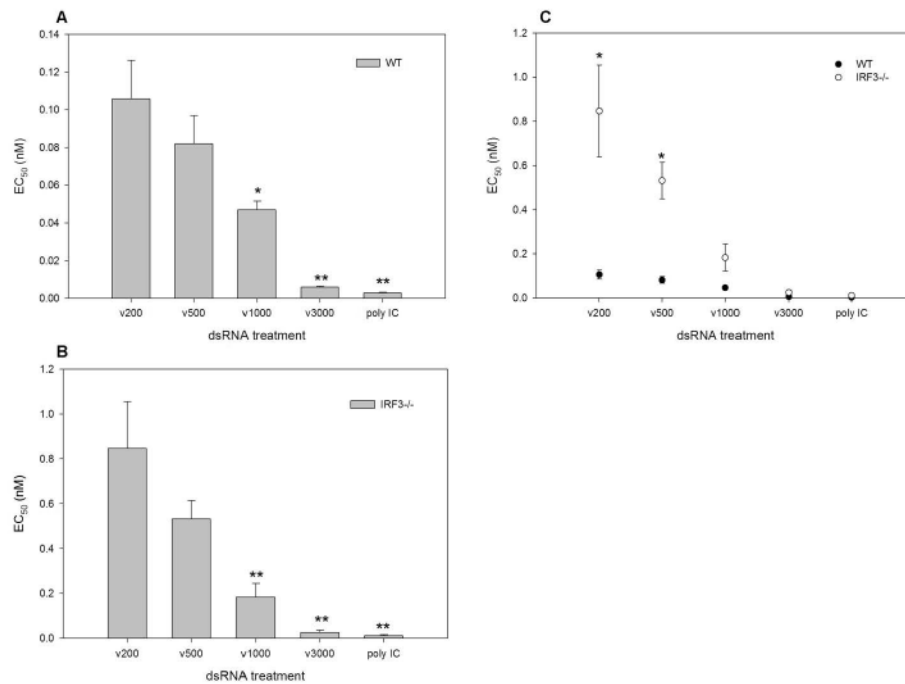 A
0.14
0.12
0.10
0.08
0.06
0.04
0.02
0.00
EC50 (nM)
WT
*
**
**
v200 v500 v1000 v3000 poly IC
dsRNA treatment
C
1.2
1.0
0.8
0.6
0.4
0.2
0.0
EC50 (nM)
WT
IRF3-/-
*
*
v200 v500 v1000 v3000 poly IC
dsRNA treatment
B
1.2
1.0
0.8
0.6
0.4
0.2
0.0
EC50 (nM)
IRF3-/-
**
**
**
v200 v500 v1000 v3000 poly IC
dsRNA treatment